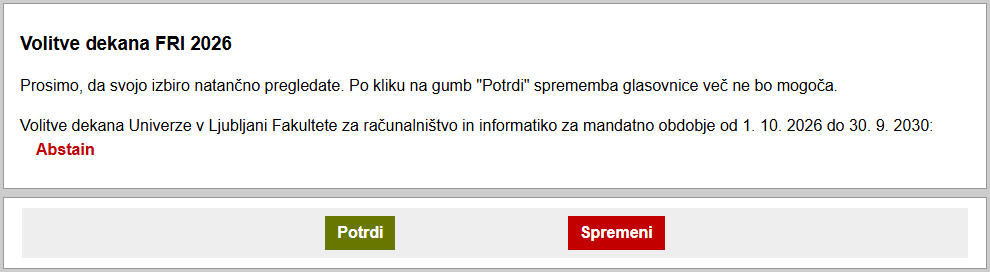 Volitve dekana FRI 2026
Prosimo, da svojo izbiro natančno pregledate. Po kliku na gumb "Potrdi" sprememba glasovnice več ne bo mogoča.
Volitve dekana Univerze v Ljubljani Fakultete za računalništvo in informatiko za mandatno obdobje od 1. 10. 2026 do 30. 9. 2030:
Abstain
Potrdi Spremeni